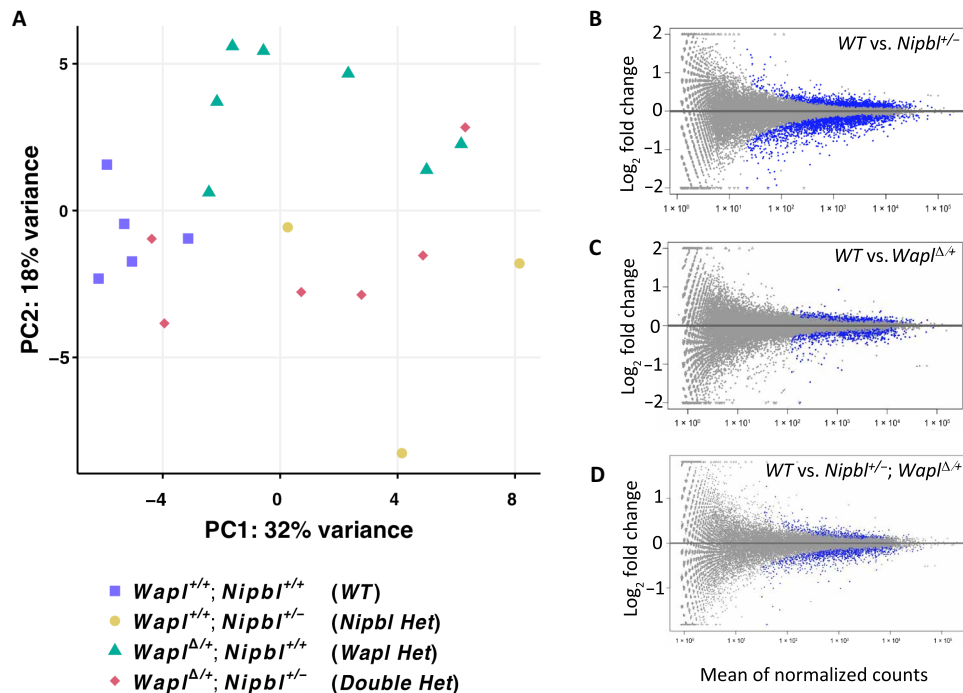 A
5
0
−5
−4
0
4
8
PC2: 18% variance
PC1: 32% variance
Wapl+/+; Nipbl+/+ (WT)
Wapl+/+; Nipbl+/− (Nipbl Het)
WaplΔ/+; Nipbl+/+ (Wapl Het)
WaplΔ/+; Nipbl+/− (Double Het)
B
WT vs. Nipbl+/−
Log2 fold change
2
1
0
−1
−2
1 × 10⁰ 1 × 10¹ 1 × 10² 1 × 10³ 1 × 10⁴ 1 × 10⁵
C
WT vs. WaplΔ/+
Log2 fold change
2
1
0
−1
−2
1 × 10⁰ 1 × 10¹ 1 × 10² 1 × 10³ 1 × 10⁴ 1 × 10⁵
D
WT vs. Nipbl+/−; WaplΔ/+
Log2 fold change
1
0
−1
Mean of normalized counts